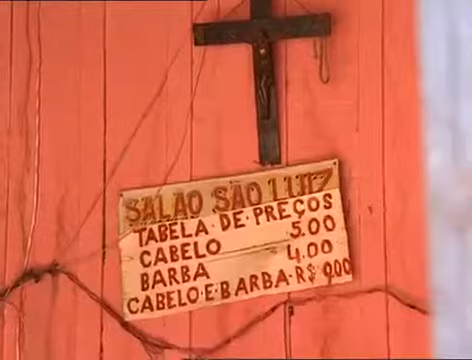 SALÃO SÃO LUIZ
TABELA·DE·PREÇOS
CABELO 5.00
BARBA 4.00
CABELO·E·BARBA·R$ 9,00